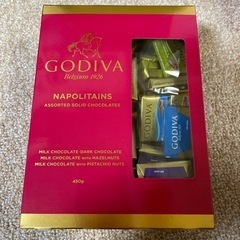 GODIVA
Belgium 1926
NAPOLITAINS
ASSORTED SOLID CHOCOLATES
MILK CHOCOLATE DARK CHOCOLATE
MILK CHOCOLATE with HAZELNUTS
MILK CHOCOLATE with PISTACHIO NUTS
450g
GODIVA